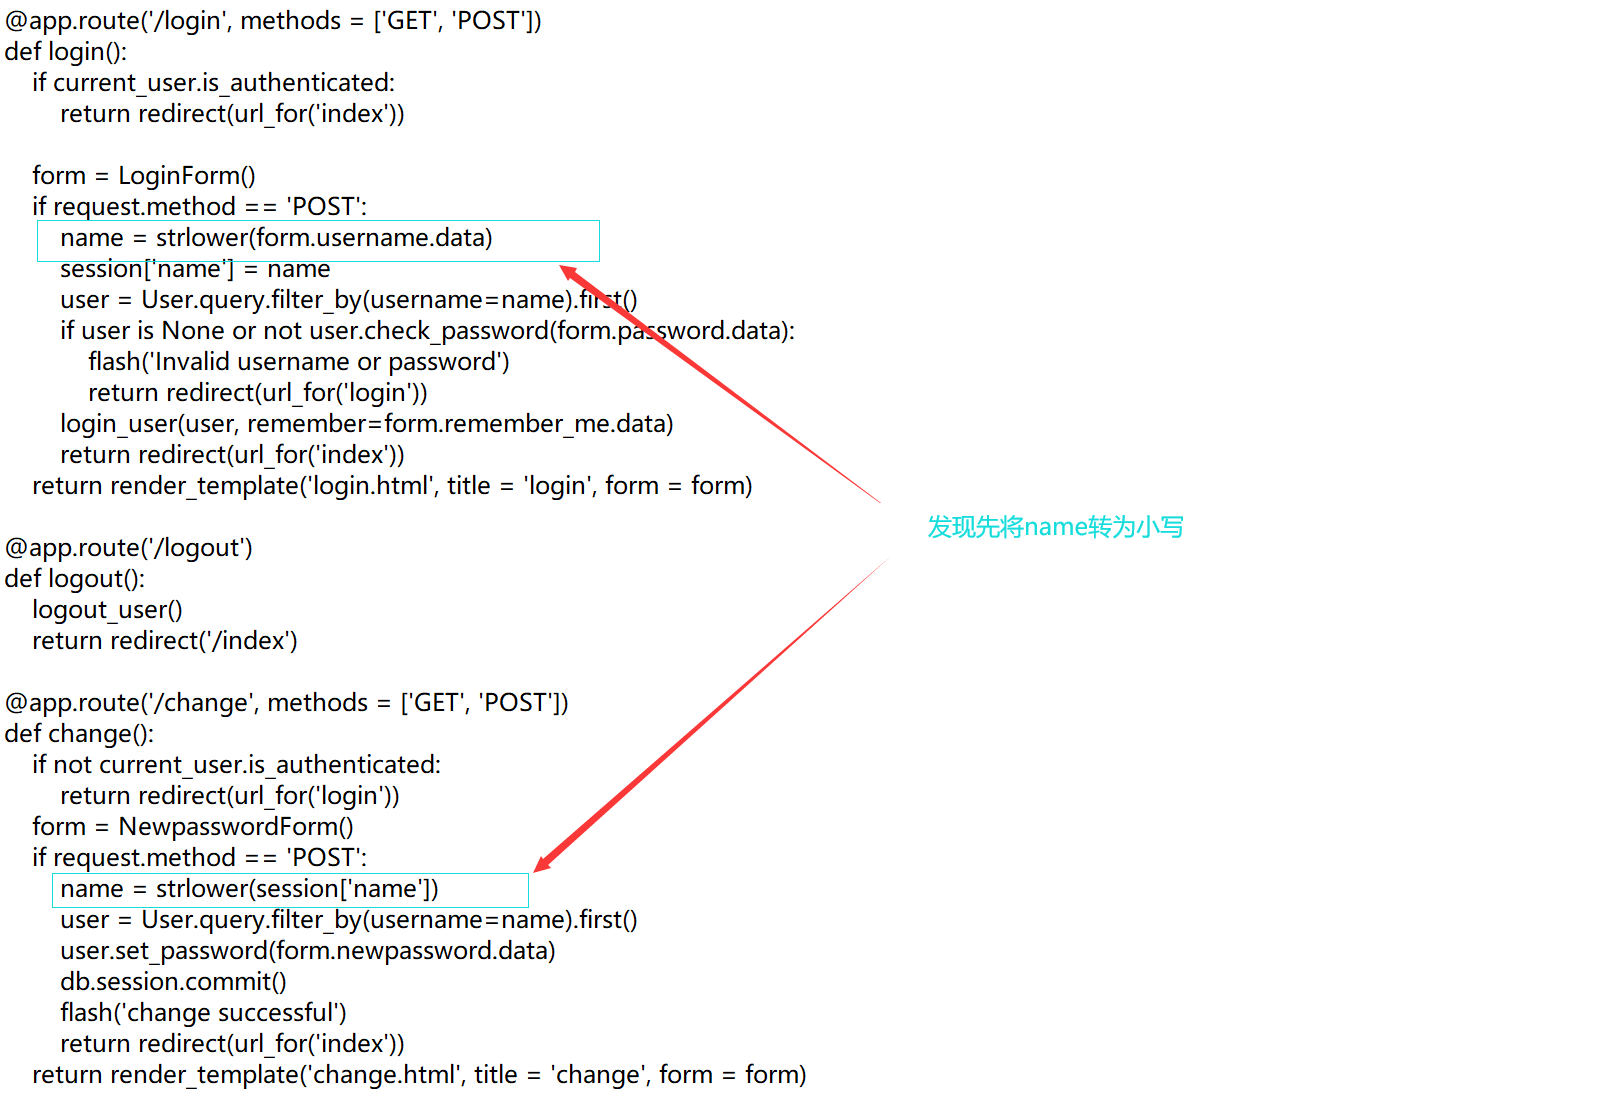 @app.route('/login', methods = ['GET', 'POST'])
def login():
    if current_user.is_authenticated:
        return redirect(url_for('index'))

    form = LoginForm()
    if request.method == 'POST':
        name = strlower(form.username.data)
        session['name'] = name
        user = User.query.filter_by(username=name).first()
        if user is None or not user.check_password(form.password.data):
            flash('Invalid username or password')
            return redirect(url_for('login'))
        login_user(user, remember=form.remember_me.data)
        return redirect(url_for('index'))
    return render_template('login.html', title = 'login', form = form)
发现先将name转为小写

@app.route('/logout')
def logout():
    logout_user()
    return redirect('/index')

@app.route('/change', methods = ['GET', 'POST'])
def change():
    if not current_user.is_authenticated:
        return redirect(url_for('login'))
    form = NewpasswordForm()
    if request.method == 'POST':
        name = strlower(session['name'])
        user = User.query.filter_by(username=name).first()
        user.set_password(form.newpassword.data)
        db.session.commit()
        flash('change successful')
        return redirect(url_for('index'))
    return render_template('change.html', title = 'change', form = form)